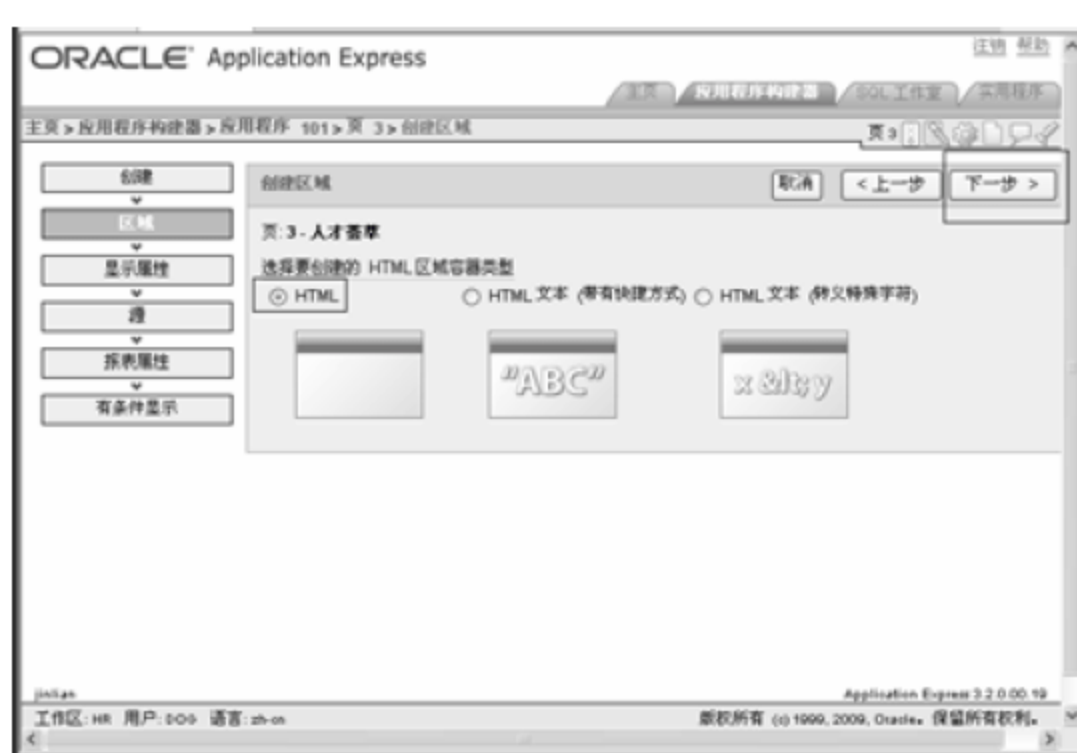 ORACLE Application Express
注销 帮助
主页 应用程序构建器 SQL 工作室 实用程序
主页 > 应用程序构建器 > 应用程序 101 > 页 3 > 创建区域
页 3
创建
区域
显示属性
源
报表属性
有条件显示
创建区域
取消 < 上一步 下一步 >
页: 3 - 人才荟萃
选择要创建的 HTML 区域容器类型
HTML HTML 文本 (带有快捷方式) HTML 文本 (转义特殊字符)
"ABC" x &lt; y
jinlian
Application Express 3.2.0.00.19
工作区: HR 用户: DOG 语言: zh-cn
版权所有 (c) 1999, 2009, Oracle。保留所有权利。